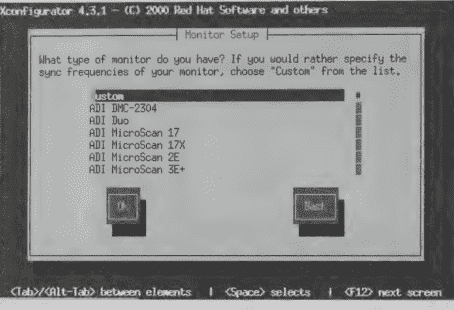 Xconfigurator 4.3.1 - (C) 2000 Red Hat Software and others
Monitor Setup
What type of monitor do you have? If you would rather specify the
sync frequencies of your monitor, choose "Custom" from the list.
ustom
ADI DMC-2304
ADI Duo
ADI MicroScan 17
ADI MicroScan 17X
ADI MicroScan 2E
ADI MicroScan 3E+
Ok
Back
<Tab>/<Alt-Tab> between elements | <Space> selects | <F12> next screen